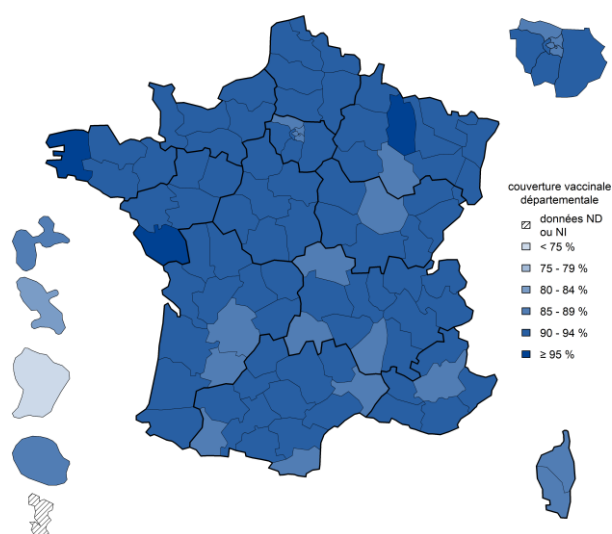 couverture vaccinale
départementale
données ND
ou NI
< 75 %
75 - 79 %
80 - 84 %
85 - 89 %
90 - 94 %
≥ 95 %